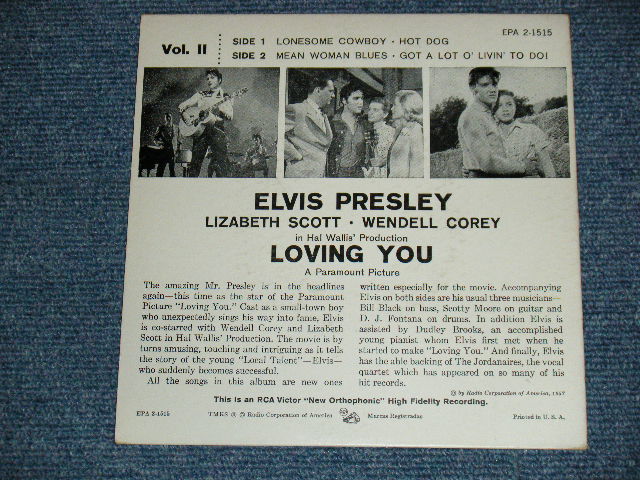 EPA 2-1515
Vol. II
SIDE 1 LONESOME COWBOY · HOT DOG
SIDE 2 MEAN WOMAN BLUES · GOT A LOT O' LIVIN' TO DO!
ELVIS PRESLEY
LIZABETH SCOTT · WENDELL COREY
in Hal Wallis' Production
LOVING YOU
A Paramount Picture
The amazing Mr. Presley is in the headlines
again—this time as the star of the Paramount
Picture "Loving You." Cast as a small-town boy
who unexpectedly sings his way into fame, Elvis
is co-starred with Wendell Corey and Lizabeth
Scott in Hal Wallis' Production. The movie is by
turns amusing, touching and intriguing as it tells
the story of the young "Local Talent"—Elvis—
who suddenly becomes successful.
All the songs in this album are new ones
written especially for the movie. Accompanying
Elvis on both sides are his usual three musicians—
Bill Black on bass, Scotty Moore on guitar and
D. J. Fontana on drums. In addition Elvis is
assisted by Dudley Brooks, an accomplished
young pianist whom Elvis first met when he
started to make "Loving You." And finally, Elvis
has the able backing of The Jordanaires, the vocal
quartet which has appeared on so many of his
hit records.
© by Radio Corporation of America, 1957
This is an RCA Victor "New Orthophonic" High Fidelity Recording.
EPA 2-1515
TMKS ® © Radio Corporation of America
Marcas Registradas
Printed in U. S. A.